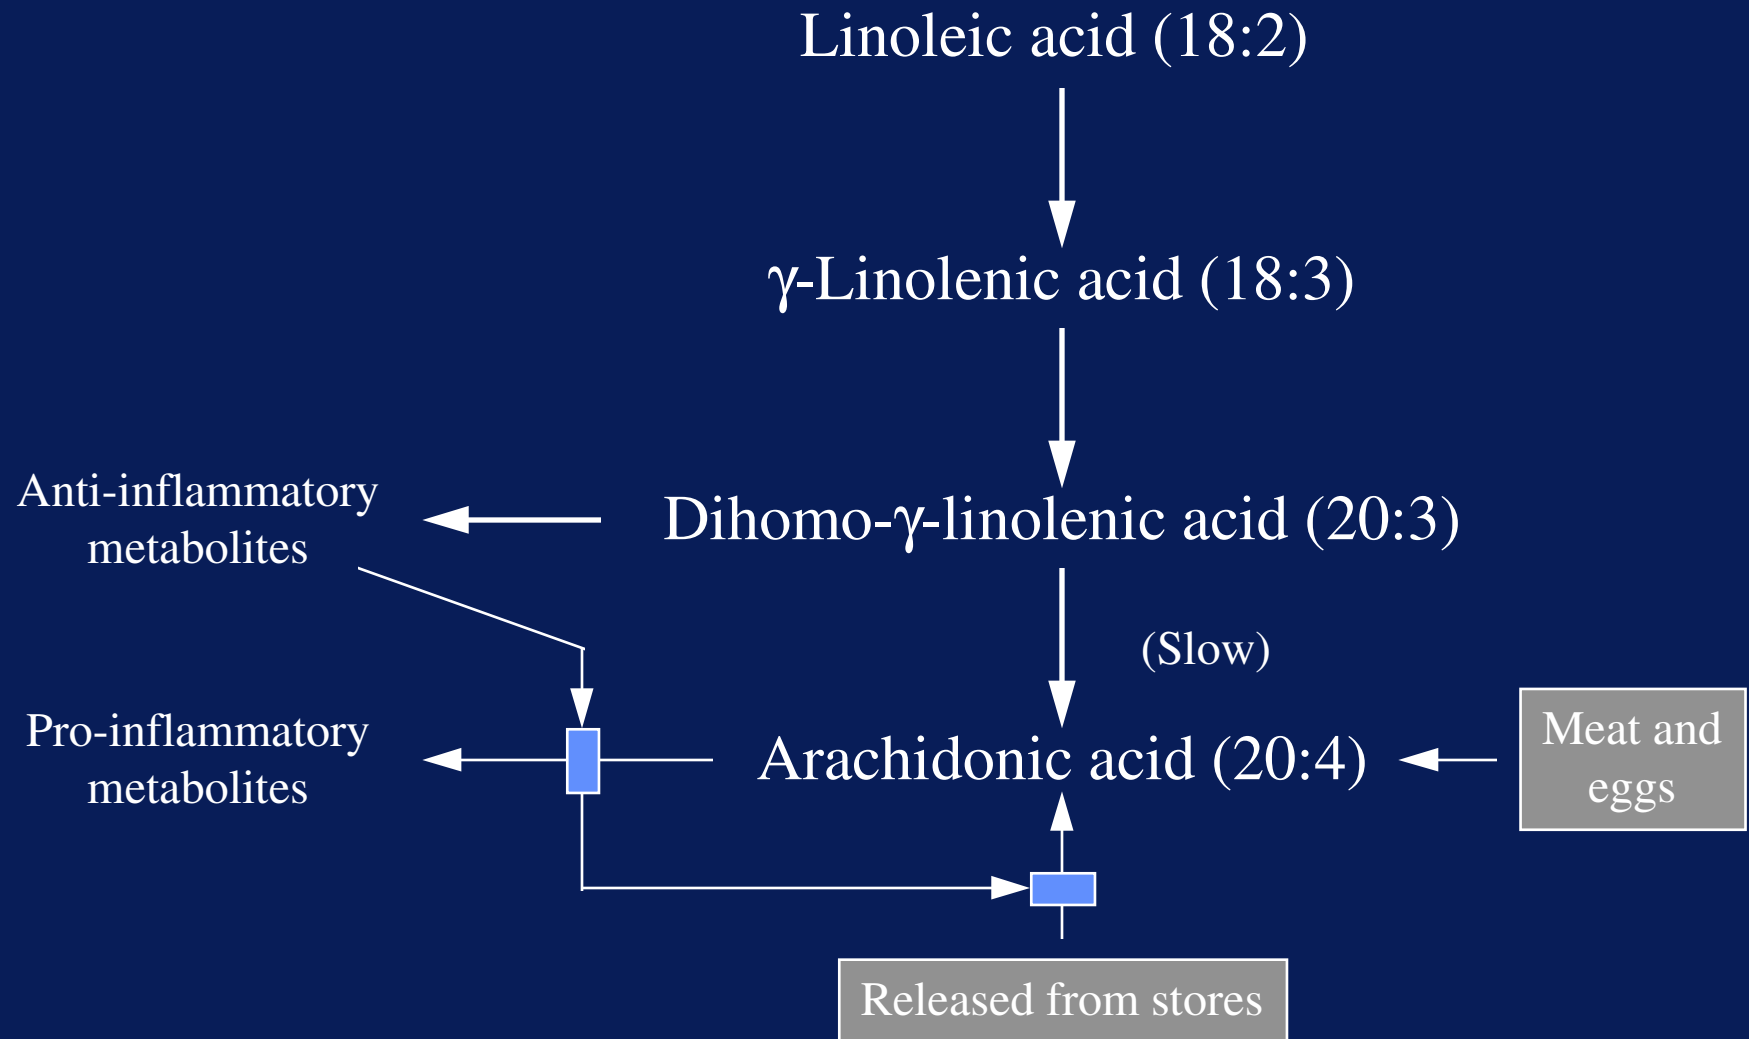 Linoleic acid (18:2)
γ-Linolenic acid (18:3)
Anti-inflammatory
metabolites
Dihomo-γ-linolenic acid (20:3)
(Slow)
Pro-inflammatory
metabolites
Arachidonic acid (20:4)
Meat and
eggs
Released from stores